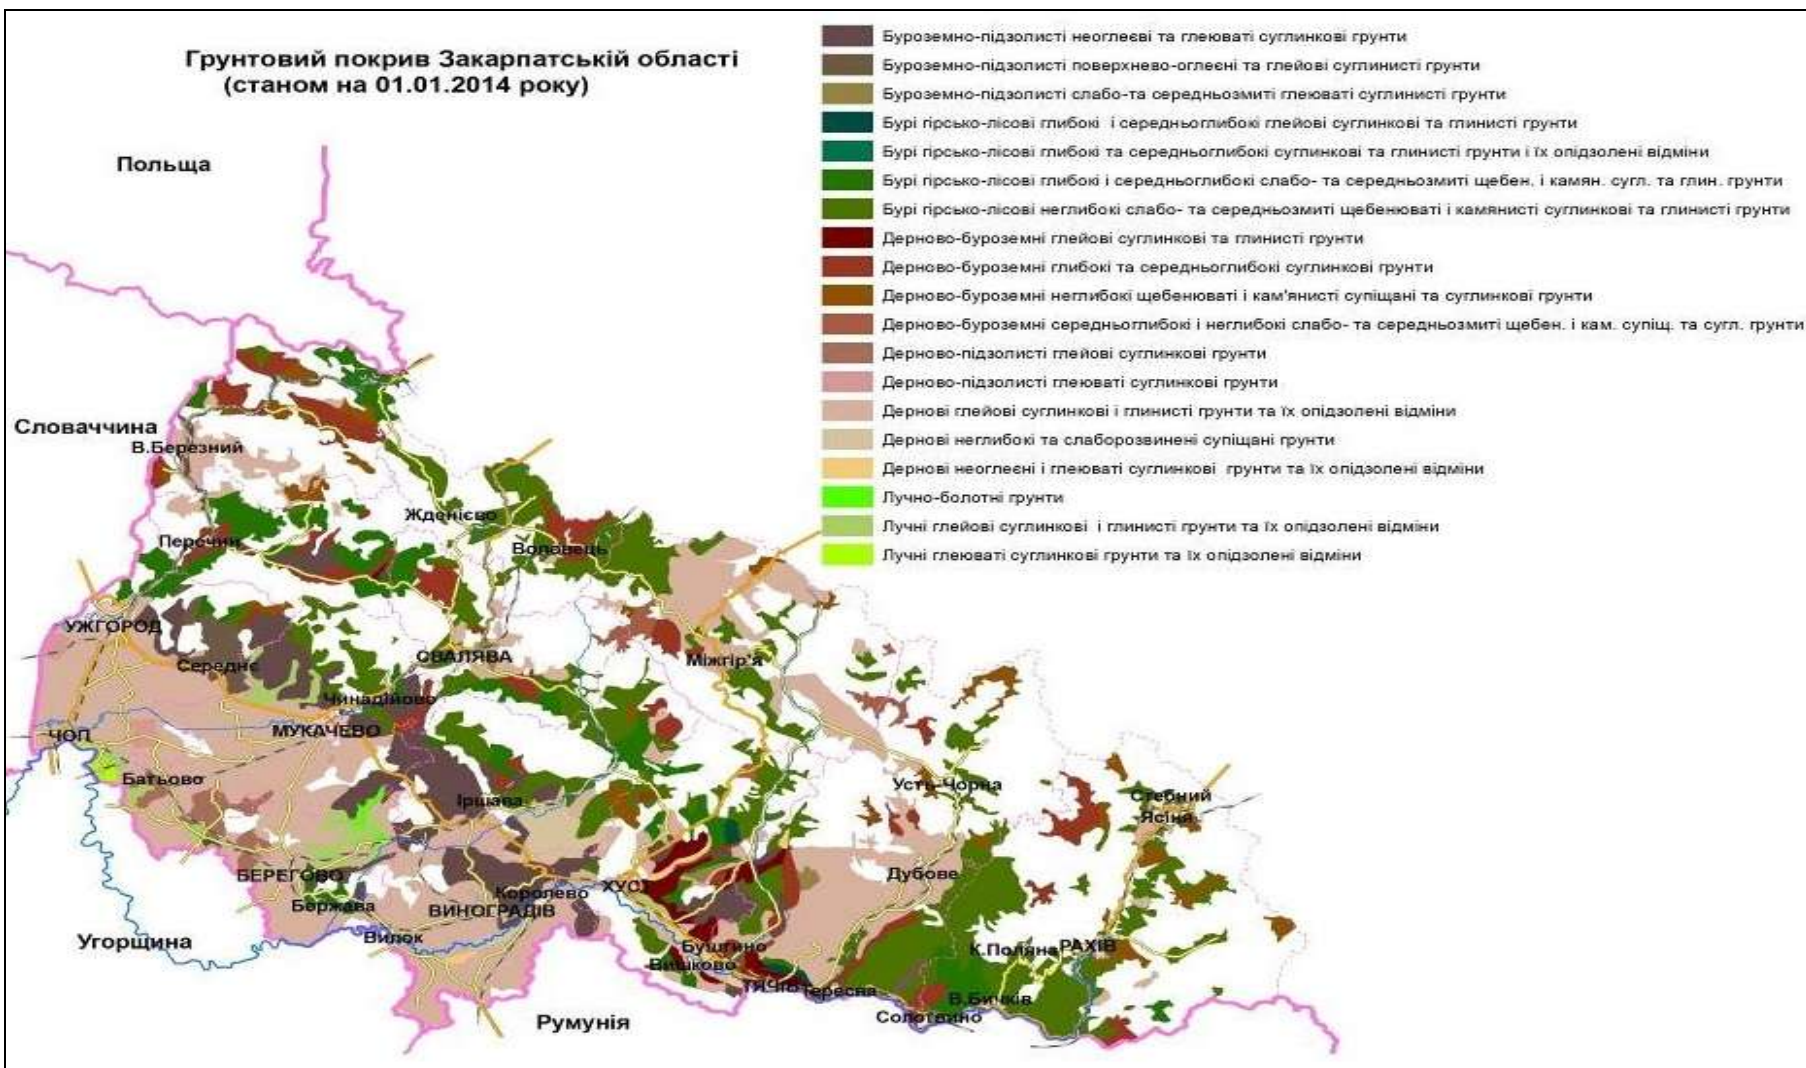 Грунтовий покрив Закарпатській області
(станом на 01.01.2014 року)
Буроземно-підзолисті неоглеєві та глеюваті суглинкові грунти
Буроземно-підзолисті поверхнево-оглеєні та глейові суглинисті грунти
Буроземно-підзолисті слабо-та середньозмиті глеюваті суглинисті грунти
Бурі гірсько-лісові глибокі і середньоглибокі глейові суглинкові та глинисті грунти
Бурі гірсько-лісові глибокі та середньоглибокі суглинкові та глинисті грунти і їх опідзолені відміни
Бурі гірсько-лісові глибокі і середньоглибокі слабо- та середньозмиті щебен. і камян. сугл. та глин. грунти
Бурі гірсько-лісові неглибокі слабо- та середньозмиті щебенюваті і камянисті суглинкові та глинисті грунти
Дерново-буроземні глейові суглинкові та глинисті грунти
Дерново-буроземні глибокі та середньоглибокі суглинкові грунти
Дерново-буроземні неглибокі щебенюваті і кам'янисті супіщані та суглинкові грунти
Дерново-буроземні середньоглибокі і неглибокі слабо- та середньозмиті щебен. і кам. супіщ. та сугл. грунти
Дерново-підзолисті глейові суглинкові грунти
Дерново-підзолисті глеюваті суглинкові грунти
Дернові глейові суглинкові і глинисті грунти та їх опідзолені відміни
Дернові неглибокі та слаборозвинені супіщані грунти
Дернові неоглеєні і глеюваті суглинкові грунти та їх опідзолені відміни
Лучно-болотні грунти
Лучні глейові суглинкові і глинисті грунти та їх опідзолені відміни
Лучні глеюваті суглинкові грунти та їх опідзолені відміни
Польща
Словаччина
В.Березний
Жденієво
Перечин
Воловець
УЖГОРОД
Середнє
СВАЛЯВА
Міжгір'я
Чинадійово
МУКАЧЕВО
ЧОП
Батьово
Усть-Чорна
Стебний
Іршава
Ясіня
БЕРЕГОВО
Дубове
Королево
ХУСТ
Боржава
ВИНОГРАДІВ
Угорщина
Вилок
Буштино
К.Поляна
РАХІВ
Вишково
ТЯЧІВ
Тересва
В.Бичків
Солотвино
Румунія